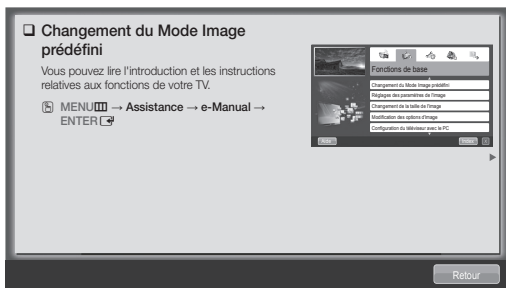 ❑ Changement du Mode Image
prédéfini
Vous pouvez lire l'introduction et les instructions
relatives aux fonctions de votre TV.
MENU → Assistance → e-Manual →
ENTER
Fonctions de base
Changement du Mode Image prédéfini
Réglages des paramètres de l'image
Changement de la taille de l'image
Modification des options d'image
Configuration du téléviseur avec le PC
Aide
Index
Retour